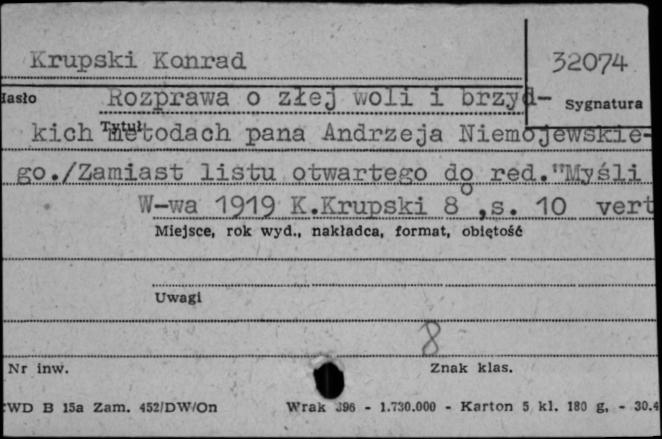 Krupski Konrad
32074
Hasło Rozprawa o złej woli i brzyd-
Sygnatura
Tytuł
kich metodach pana Andrzeja Niemojewskie-
go./Zamiast listu otwartego do red."Myśli
W-wa 1919 K.Krupski 8°,s. 10 vert
Miejsce, rok wyd., nakładca, format, objętość
Uwagi
8
Nr inw. Znak klas.
WD B 15a Zam. 452/DW/On Wrak 396 - 1.730.000 - Karton 5 kl. 180 g, - 30.4